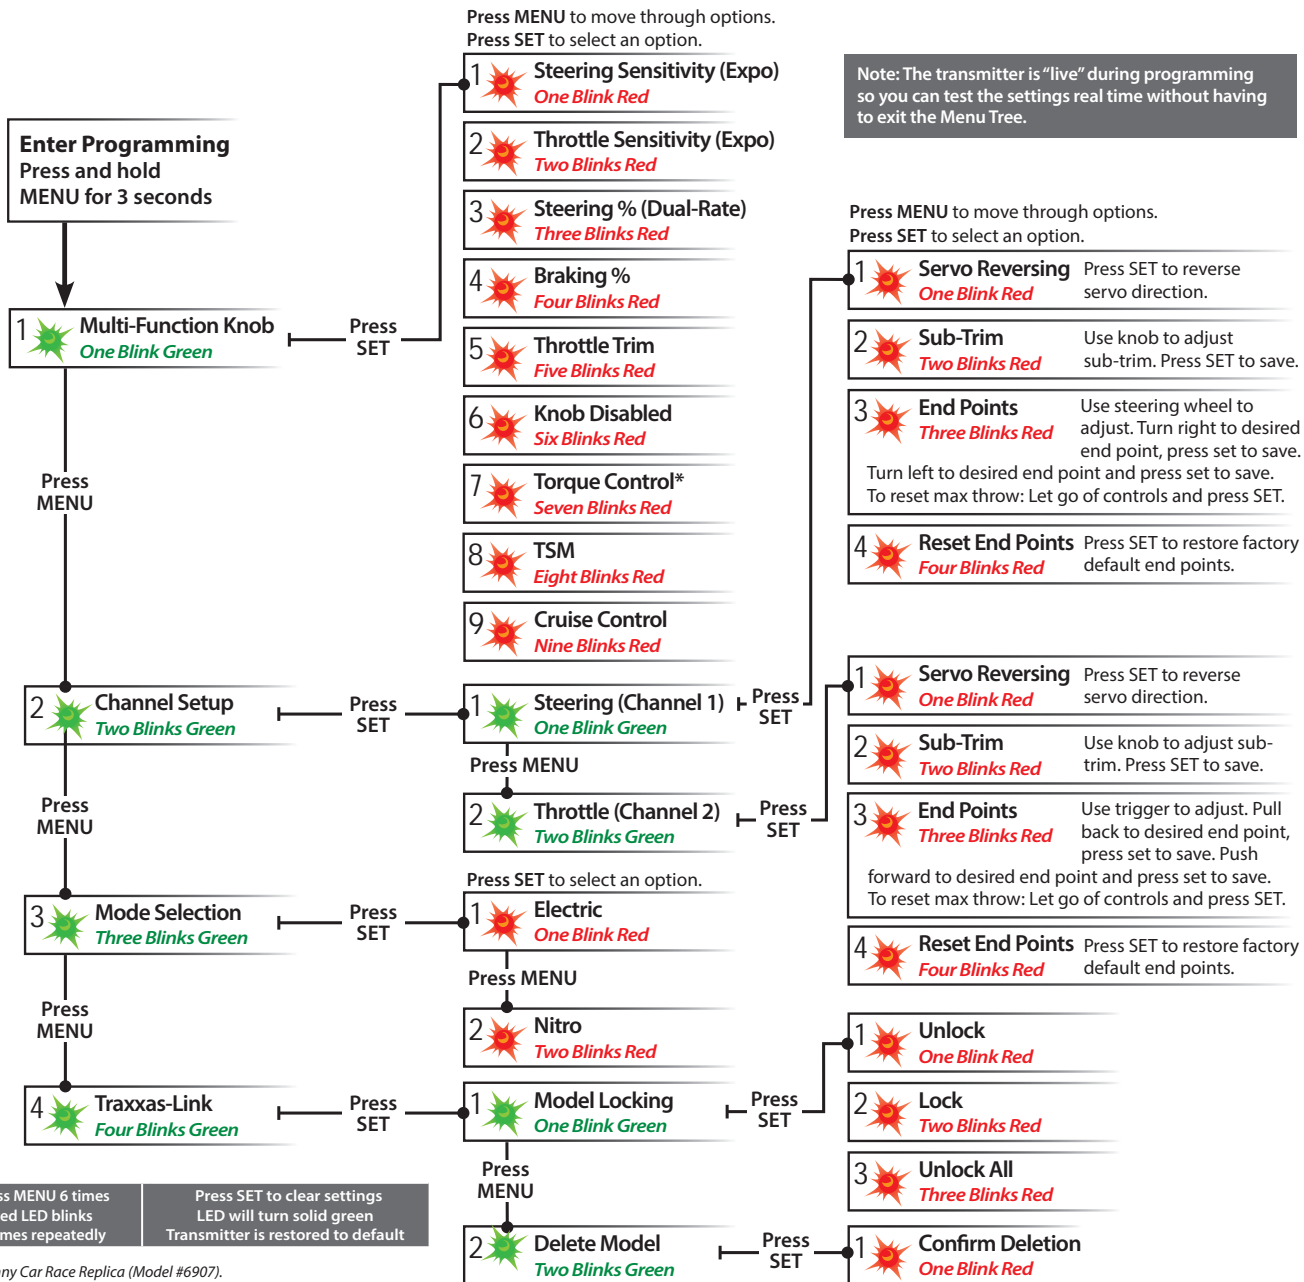 Press MENU to move through options.
Press SET to select an option.
Note: The transmitter is “live” during programming
so you can test the settings real time without having
to exit the Menu Tree.
Enter Programming
Press and hold
MENU for 3 seconds
1 Multi-Function Knob
One Blink Green
Press
SET
1 Steering Sensitivity (Expo)
One Blink Red
2 Throttle Sensitivity (Expo)
Two Blinks Red
3 Steering % (Dual-Rate)
Three Blinks Red
4 Braking %
Four Blinks Red
5 Throttle Trim
Five Blinks Red
6 Knob Disabled
Six Blinks Red
7 Torque Control*
Seven Blinks Red
8 TSM
Eight Blinks Red
9 Cruise Control
Nine Blinks Red
Press
MENU
2 Channel Setup
Two Blinks Green
Press
SET
1 Steering (Channel 1)
One Blink Green
Press
SET
Press MENU
2 Throttle (Channel 2)
Two Blinks Green
Press
SET
Press MENU to move through options.
Press SET to select an option.
1 Servo Reversing Press SET to reverse
One Blink Red servo direction.
2 Sub-Trim Use knob to adjust
Two Blinks Red sub-trim. Press SET to save.
3 End Points Use steering wheel to
Three Blinks Red adjust. Turn right to desired
end point, press set to save.
Turn left to desired end point and press set to save.
To reset max throw: Let go of controls and press SET.
4 Reset End Points Press SET to restore factory
Four Blinks Red default end points.
1 Servo Reversing Press SET to reverse
One Blink Red servo direction.
2 Sub-Trim Use knob to adjust sub-
Two Blinks Red trim. Press SET to save.
3 End Points Use trigger to adjust. Pull
Three Blinks Red back to desired end point,
press set to save. Push
forward to desired end point and press set to save.
To reset max throw: Let go of controls and press SET.
4 Reset End Points Press SET to restore factory
Four Blinks Red default end points.
Press
MENU
3 Mode Selection
Three Blinks Green
Press
SET
Press SET to select an option.
1 Electric
One Blink Red
Press MENU
2 Nitro
Two Blinks Red
Press
MENU
4 Traxxas-Link
Four Blinks Green
Press
SET
1 Model Locking
One Blink Green
Press
SET
1 Unlock
One Blink Red
2 Lock
Two Blinks Red
3 Unlock All
Three Blinks Red
Press
MENU
2 Delete Model
Two Blinks Green
Press
SET
1 Confirm Deletion
One Blink Red
ss MENU 6 times
ed LED blinks
mes repeatedly
Press SET to clear settings
LED will turn solid green
Transmitter is restored to default
nny Car Race Replica (Model #6907).